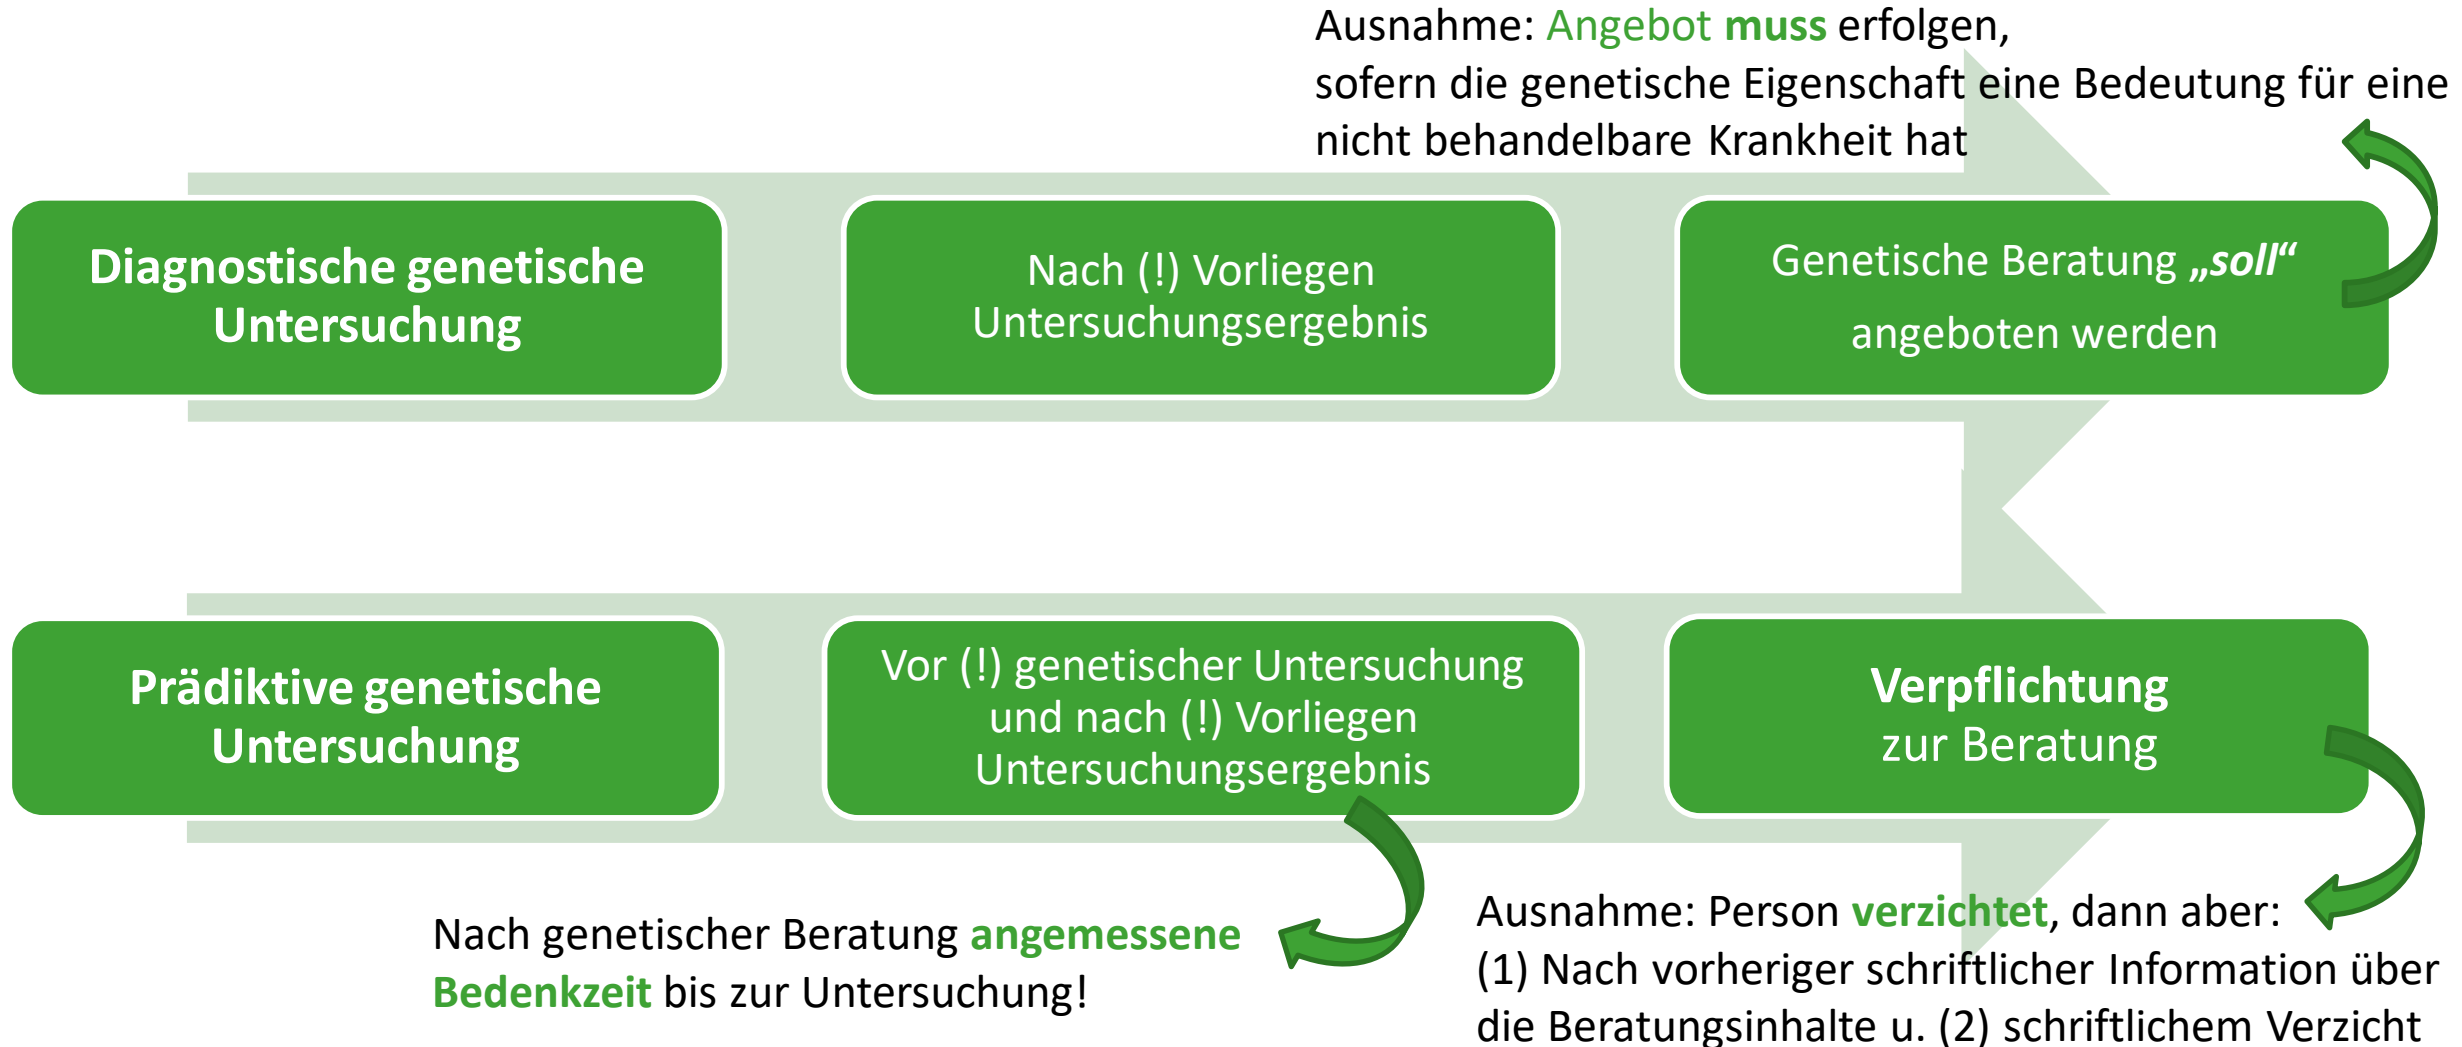 Ausnahme: Angebot muss erfolgen,
sofern die genetische Eigenschaft eine Bedeutung für eine
nicht behandelbare Krankheit hat
Diagnostische genetische
Untersuchung
Nach (!) Vorliegen
Untersuchungsergebnis
Genetische Beratung „soll“
angeboten werden
Prädiktive genetische
Untersuchung
Vor (!) genetischer Untersuchung
und nach (!) Vorliegen
Untersuchungsergebnis
Verpflichtung
zur Beratung
Nach genetischer Beratung angemessene
Bedenkzeit bis zur Untersuchung!
Ausnahme: Person verzichtet, dann aber:
(1) Nach vorheriger schriftlicher Information über
die Beratungsinhalte u. (2) schriftlichem Verzicht